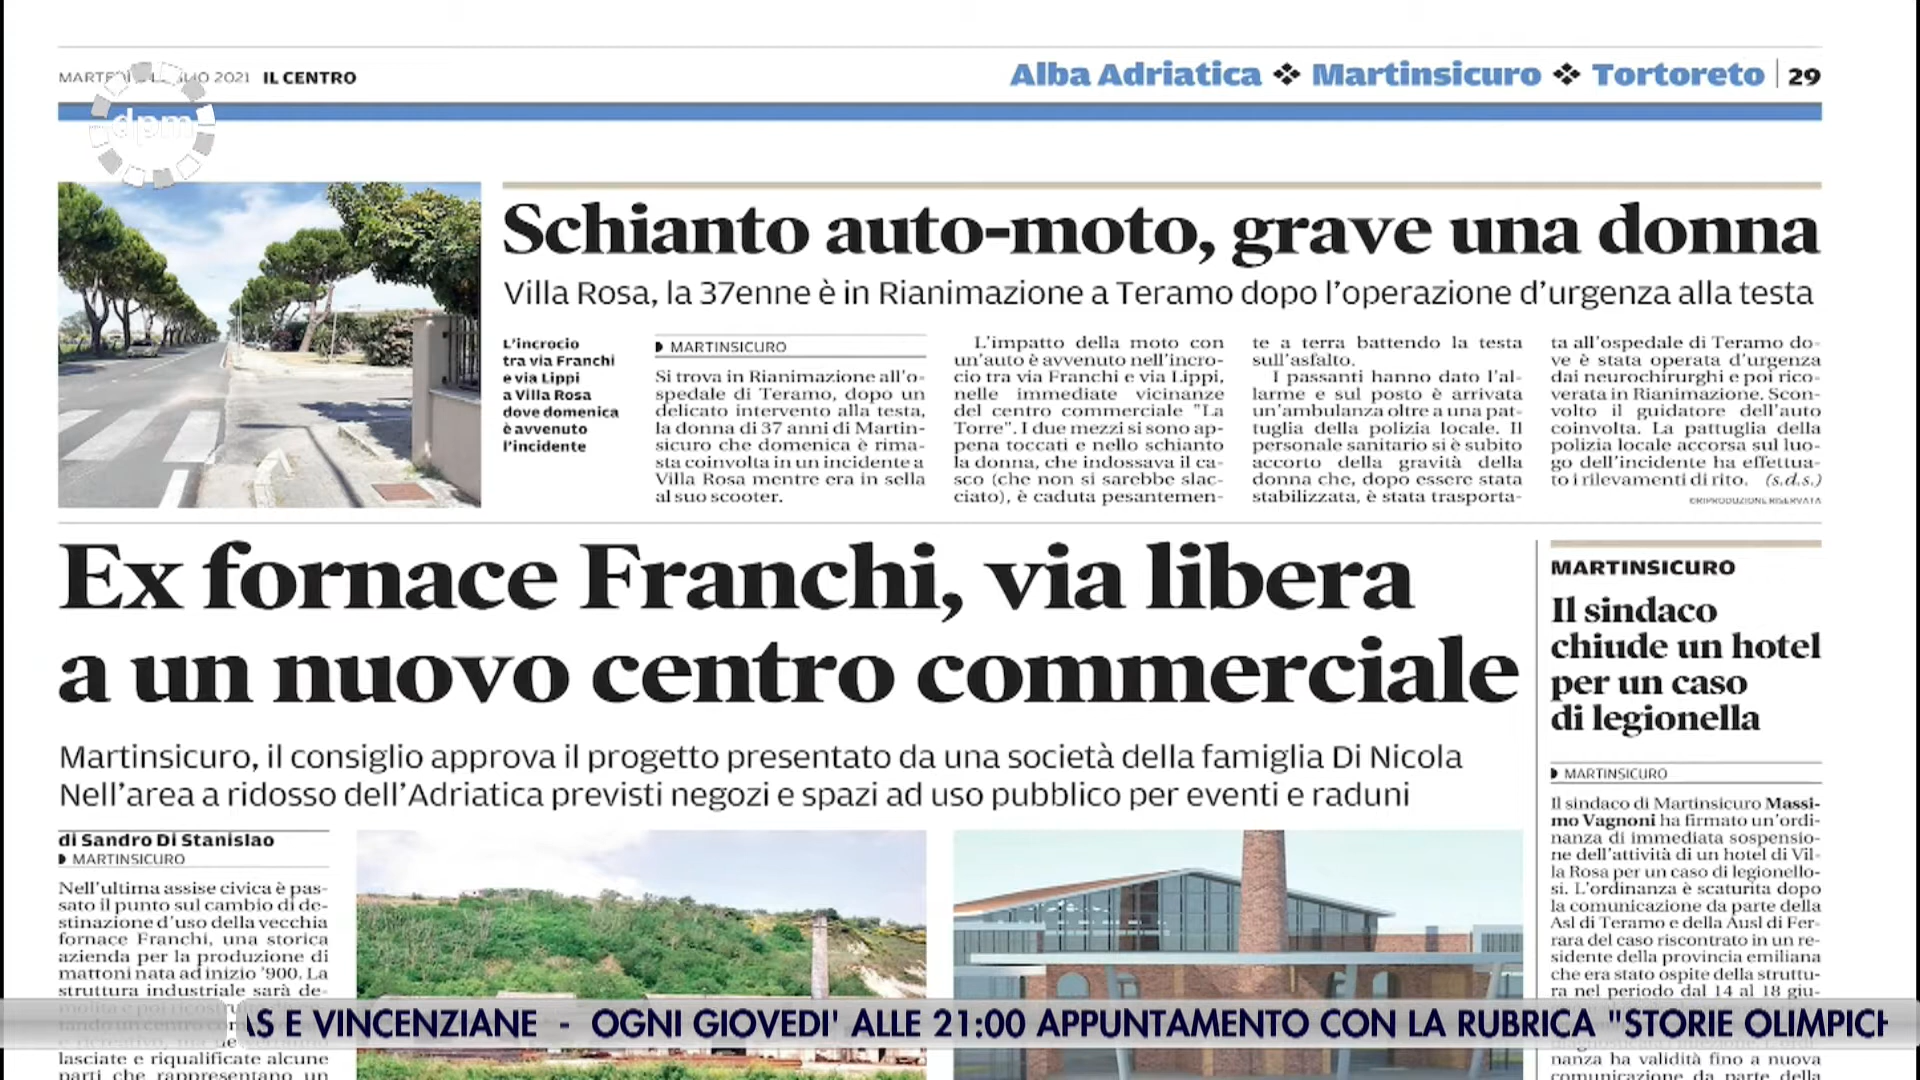 2021 IL CENTRO
Alba Adriatica ❖ Martinsicuro ❖ Tortoreto 29
dpm
Schianto auto-moto, grave una donna
Villa Rosa, la 37enne è in Rianimazione a Teramo dopo l'operazione d'urgenza alla testa
L'incrocio
tra via Franchi
e via Lippi
a Villa Rosa
dove domenica
è avvenuto
l'incidente
MARTINSICURO
Si trova in Rianimazione all'o-
spedale di Teramo, dopo un
delicato intervento alla testa,
la donna di 37 anni di Martin-
sicuro che domenica è rima-
sta coinvolta in un incidente a
Villa Rosa mentre era in sella
al suo scooter.
L'impatto della moto con
un'auto è avvenuto nell'incro-
cio tra via Franchi e via Lippi,
nelle immediate vicinanze
del centro commerciale "La
Torre". I due mezzi si sono ap-
pena toccati e nello schianto
la donna, che indossava il ca-
sco (che non si sarebbe slac-
ciato), è caduta pesantemen-
te a terra battendo la testa
sull'asfalto.
I passanti hanno dato l'al-
larme e sul posto è arrivata
un'ambulanza oltre a una pat-
tuglia della polizia locale. Il
personale sanitario si è subito
accorto della gravità della
donna che, dopo essere stata
stabilizzata, è stata trasporta-
ta all'ospedale di Teramo do-
ve è stata operata d'urgenza
dai neurochirurghi e poi rico-
verata in Rianimazione. Scon-
volto il guidatore dell'auto
coinvolta. La pattuglia della
polizia locale accorsa sul luo-
go dell'incidente ha effettua-
to i rilevamenti di rito. (s.d.s.)
©RIPRODUZIONE RISERVATA
Ex fornace Franchi, via libera
a un nuovo centro commerciale
Martinsicuro, il consiglio approva il progetto presentato da una società della famiglia Di Nicola
Nell'area a ridosso dell'Adriatica previsti negozi e spazi ad uso pubblico per eventi e raduni
di Sandro Di Stanislao
MARTINSICURO
Nell'ultima assise civica è pas-
sato il punto sul cambio di de-
stinazione d'uso della vecchia
fornace Franchi, una storica
azienda per la produzione di
mattoni nata ad inizio '900. La
struttura industriale sarà de-
lasciate e riqualificate alcune
parti che rappresentano un
MARTINSICURO
Il sindaco
chiude un hotel
per un caso
di legionella
MARTINSICURO
Il sindaco di Martinsicuro Massi-
mo Vagnoni ha firmato un'ordi-
nanza di immediata sospensio-
ne dell'attività di un hotel di Vil-
la Rosa per un caso di legionello-
si. L'ordinanza è scaturita dopo
la comunicazione da parte della
Asl di Teramo e della Ausl di Fer-
rara del caso riscontrato in un re-
sidente della provincia emiliana
che era stato ospite della struttu-
ra nel periodo dal 14 al 18 giu-
nanza ha validità fino a nuova
comunicazione da parte della
AS E VINCENZIANE - OGNI GIOVEDI' ALLE 21:00 APPUNTAMENTO CON LA RUBRICA "STORIE OLIMPICH